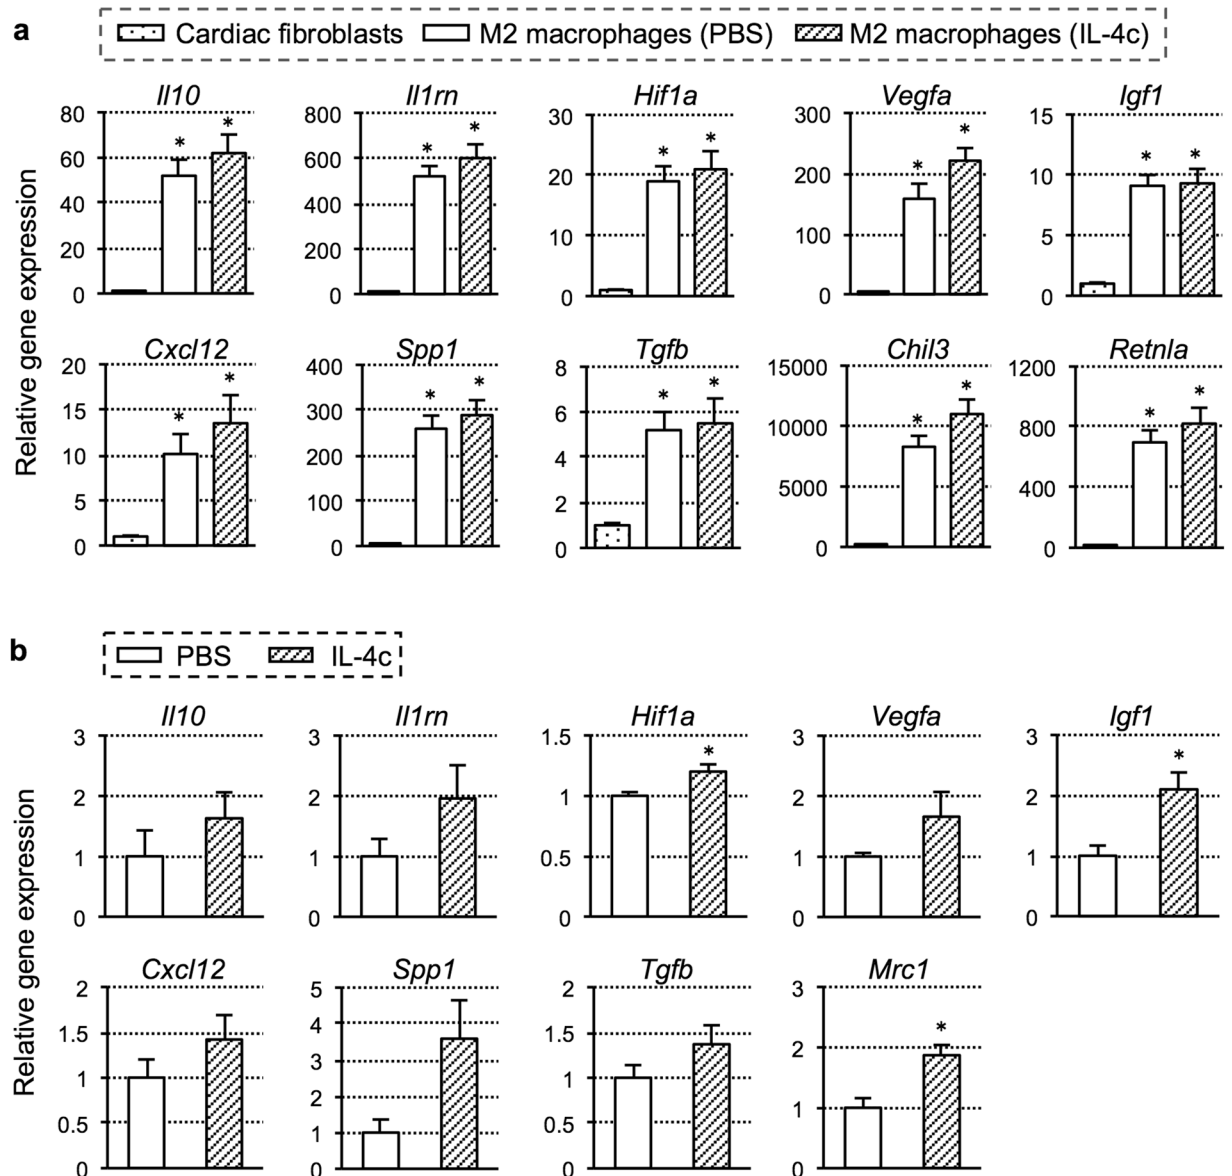 a
Cardiac fibroblasts M2 macrophages (PBS) M2 macrophages (IL-4c)
Relative gene expression
Il10 Il1rn Hif1a Vegfa Igf1
80 800 30 300 15
* * * * * * * * * *
60 600 20 200 10
40 400 10 100 5
20 200
0 0 0 0 0
Cxcl12 Spp1 Tgfb Chil3 Retnla
20 400 8 15000 1200
* * * * * * * * * *
15 300 6 10000 800
10 200 4 5000 400
5 100 2
0 0 0 0 0
b
PBS IL-4c
Relative gene expression
Il10 Il1rn Hif1a Vegfa Igf1
3 3 1.5 3 3
* *
2 2 1 2 2
1 1 0.5 1 1
0 0 0 0 0
Cxcl12 Spp1 Tgfb Mrc1
2 5 2 3
*
1.5 4 1.5 2
1 3 1 1
0.5 2 0.5
1
0 0 0 0